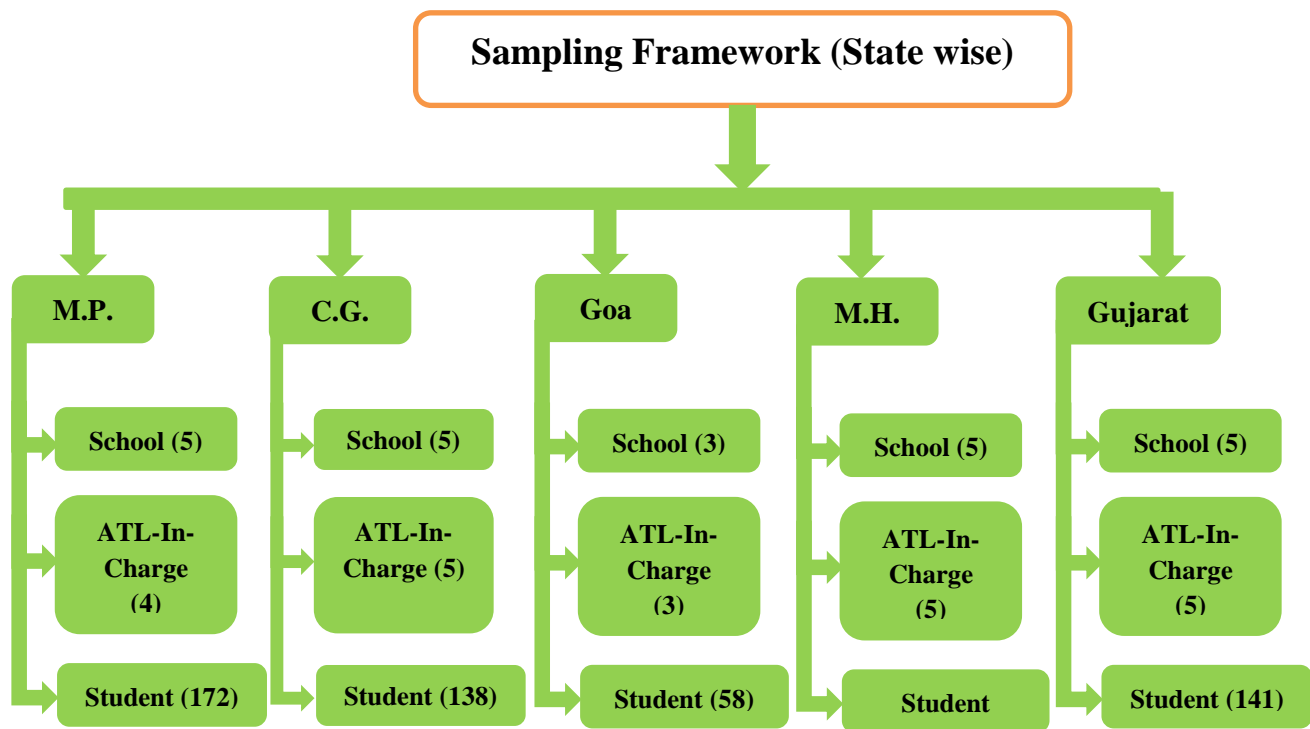 Sampling Framework (State wise)
M.P.
C.G.
Goa
M.H.
Gujarat
School (5)
School (5)
School (3)
School (5)
School (5)
ATL-In-
Charge
(4)
ATL-In-
Charge (5)
ATL-In-
Charge
(3)
ATL-In-
Charge
(5)
ATL-In-
Charge
(5)
Student (172)
Student (138)
Student (58)
Student
Student (141)